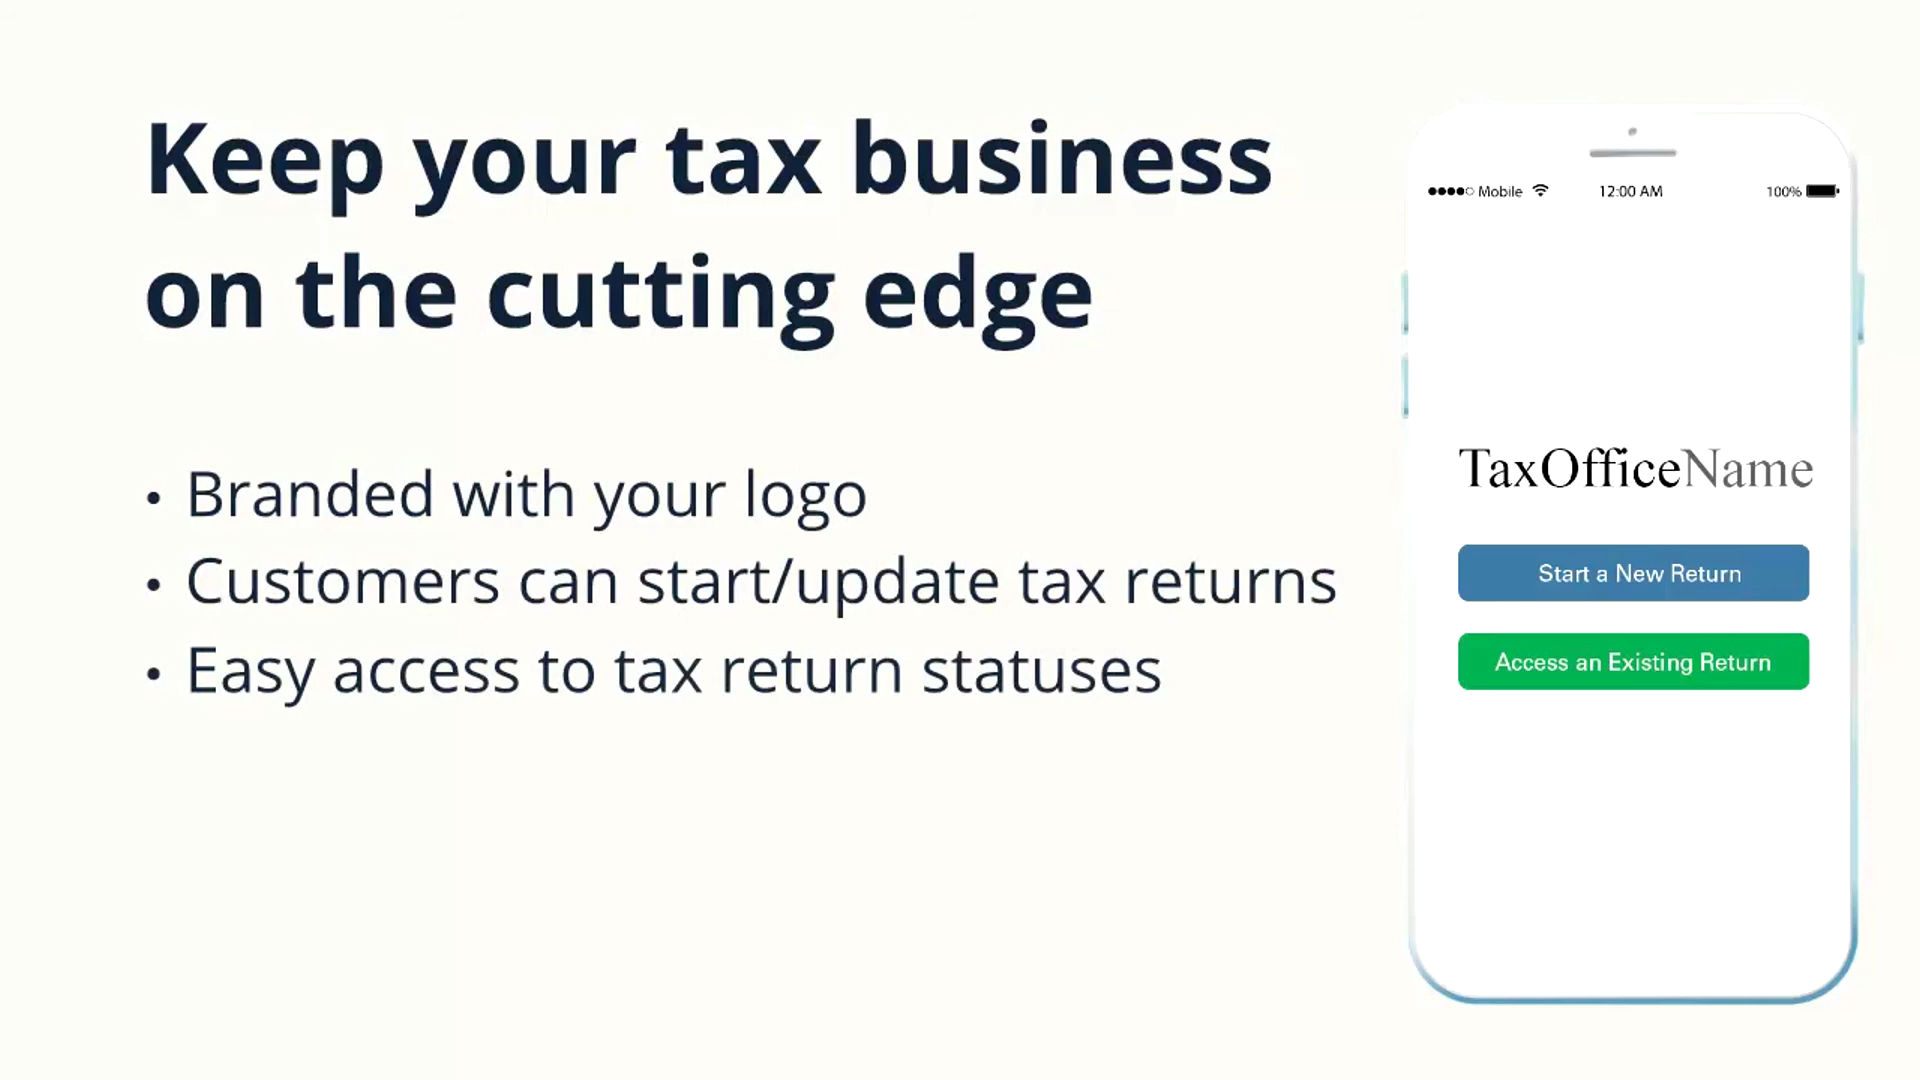 Keep your tax business
on the cutting edge
• Branded with your logo
• Customers can start/update tax returns
• Easy access to tax return statuses
Mobile 12:00 AM 100%
TaxOfficeName
Start a New Return
Access an Existing Return